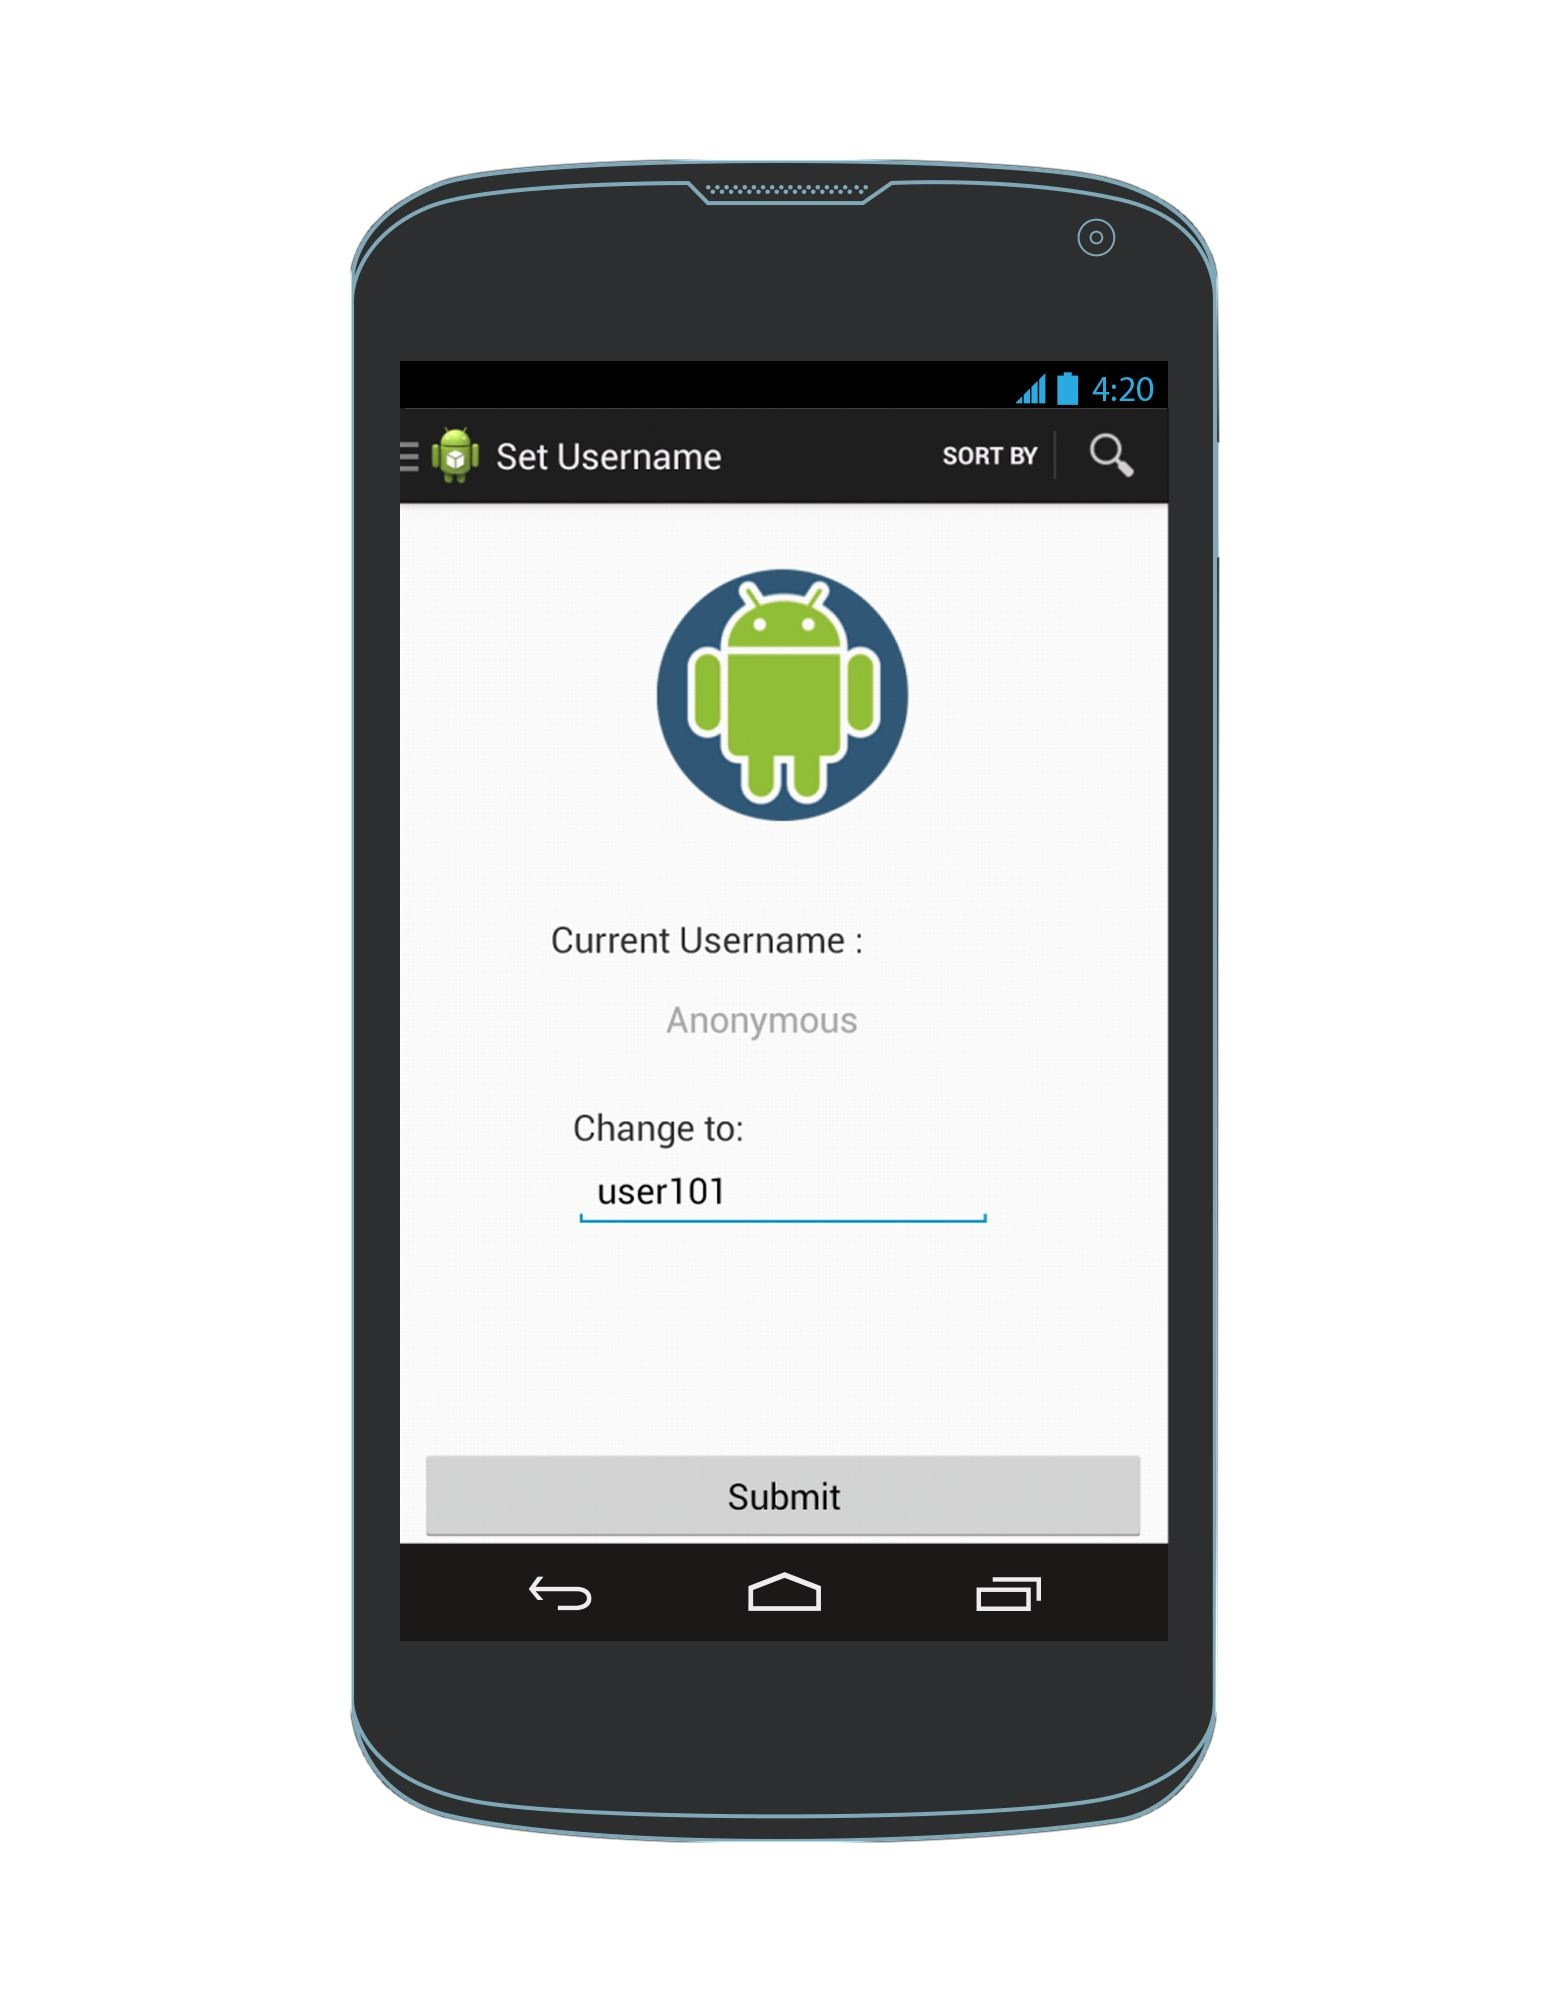 4:20
Set Username SORT BY
Current Username :
Anonymous
Change to:
user101
Submit